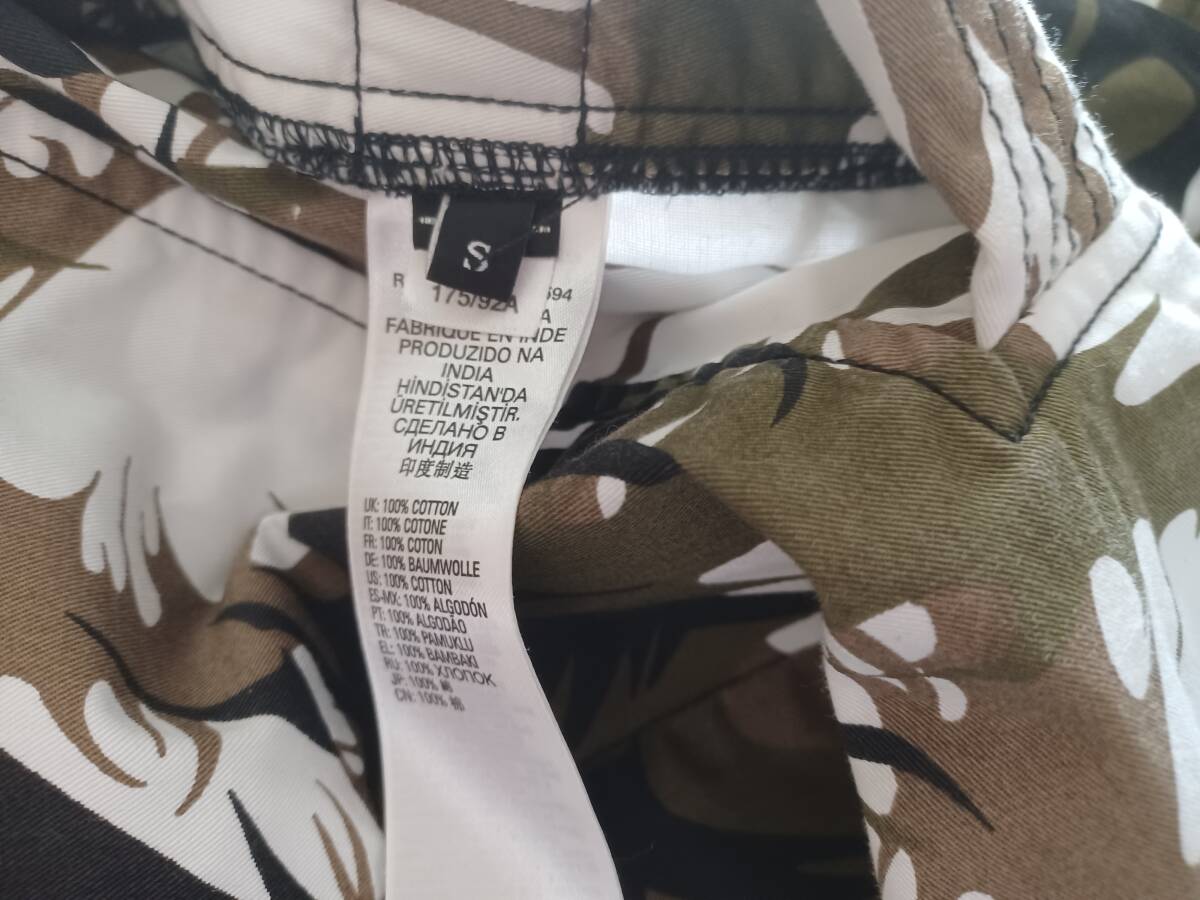 S
175/92A
R
594
A
FABRIQUÉ EN INDE
PRODUZIDO NA
INDIA
HİNDİSTAN'DA
ÜRETİLMİŞTİR.
СДЕЛАНО В
ИНДИЯ
印度制造
UK: 100% COTTON
IT: 100% COTONE
FR: 100% COTON
DE: 100% BAUMWOLLE
US: 100% COTTON
ES-MX: 100% ALGODÓN
PT: 100% ALGODÃO
TR: 100% PAMUKLU
EL: 100% BAMBAKI
RU: 100% ХЛОПОК
JP: 100% 綿
CN: 100% 棉